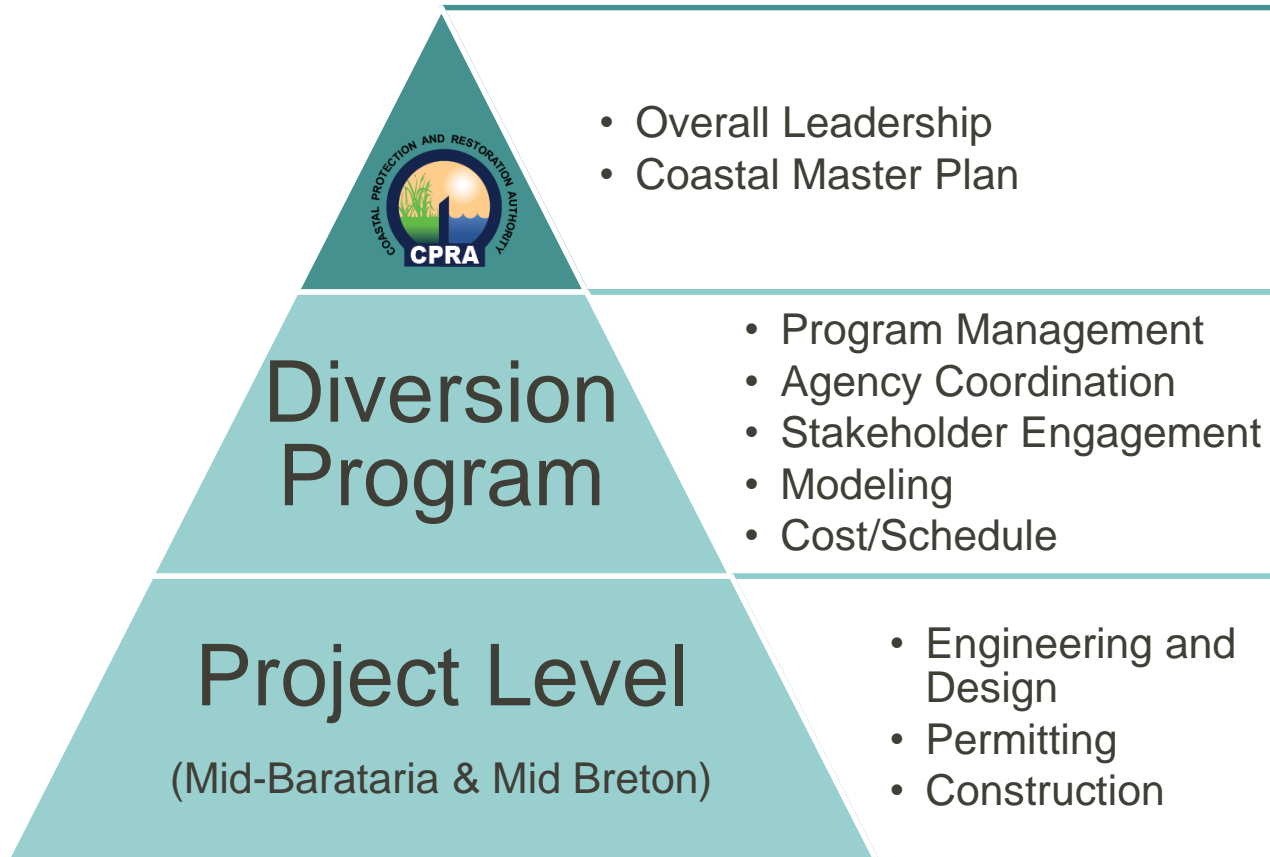 COASTAL PROTECTION AND RESTORATION AUTHORITY
CPRA
• Overall Leadership
• Coastal Master Plan
Diversion
Program
• Program Management
• Agency Coordination
• Stakeholder Engagement
• Modeling
• Cost/Schedule
Project Level
(Mid-Barataria & Mid Breton)
• Engineering and
Design
• Permitting
• Construction